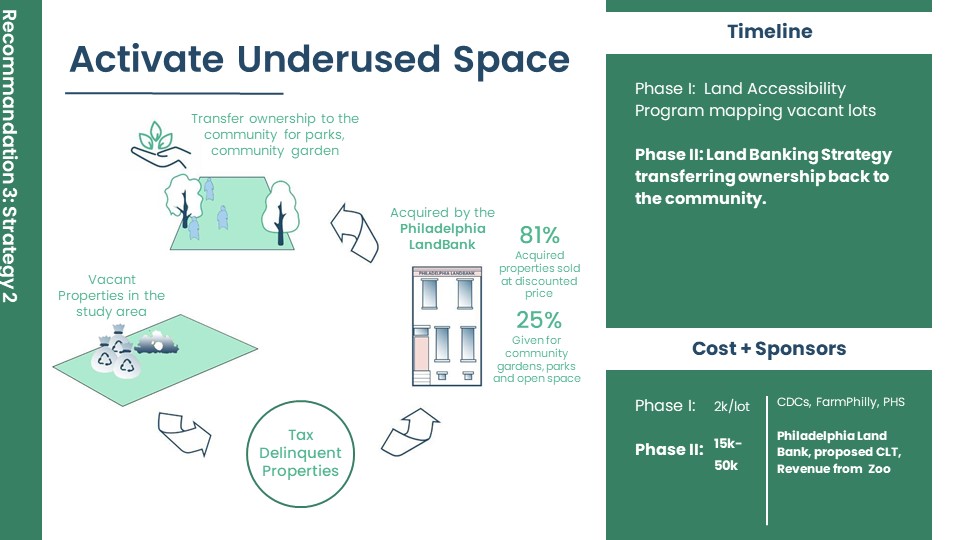 Recommandation 3: Strategy 2
Activate Underused Space
Transfer ownership to the
community for parks,
community garden
Acquired by the
Philadelphia
LandBank
81%
Acquired
properties sold
at discounted
price
25%
Given for
community
gardens, parks
and open space
PHILADELPHIA LANDBANK
Vacant
Properties in the
study area
Tax
Delinquent
Properties
Timeline
Phase I: Land Accessibility
Program mapping vacant lots
Phase II: Land Banking Strategy
transferring ownership back to
the community.
Cost + Sponsors
Phase I: 2k/lot
Phase II: 15k-
50k
CDCs, FarmPhilly, PHS
Philadelphia Land
Bank, proposed CLT,
Revenue from Zoo